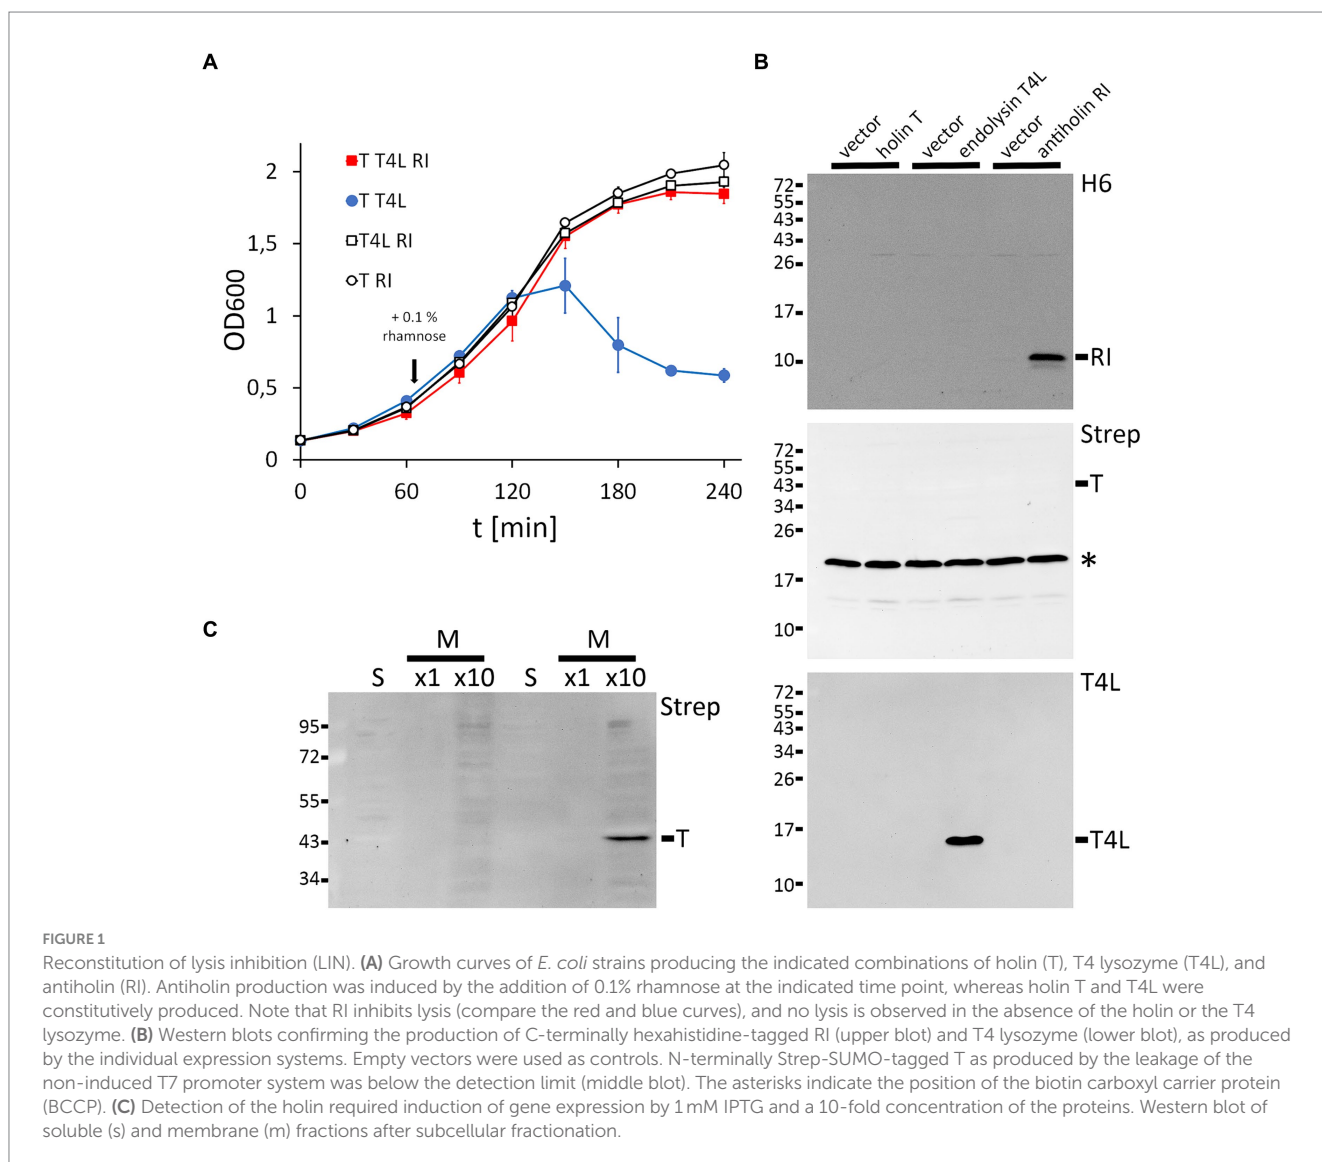 A
T T4L RI
T T4L
T4L RI
T RI
2
1,5
1
0,5
0
OD600
+ 0.1 %
rhamnose
0 60 120 180 240
t [min]
B
vector holin T vector endolysin T4L vector antiholin RI
H6
72
55
43
43
26
17
10
RI
Strep
72
55
43
34
26
17
10
T
*
T4L
72
55
43
34
26
17
10
T4L
C
M M
S x1 x10 S x1 x10
Strep
95
72
55
43
34
T
FIGURE 1
Reconstitution of lysis inhibition (LIN). (A) Growth curves of E. coli strains producing the indicated combinations of holin (T), T4 lysozyme (T4L), and
antiholin (RI). Antiholin production was induced by the addition of 0.1% rhamnose at the indicated time point, whereas holin T and T4L were
constitutively produced. Note that RI inhibits lysis (compare the red and blue curves), and no lysis is observed in the absence of the holin or the T4
lysozyme. (B) Western blots confirming the production of C-terminally hexahistidine-tagged RI (upper blot) and T4 lysozyme (lower blot), as produced
by the individual expression systems. Empty vectors were used as controls. N-terminally Strep-SUMO-tagged T as produced by the leakage of the
non-induced T7 promoter system was below the detection limit (middle blot). The asterisks indicate the position of the biotin carboxyl carrier protein
(BCCP). (C) Detection of the holin required induction of gene expression by 1 mM IPTG and a 10-fold concentration of the proteins. Western blot of
soluble (s) and membrane (m) fractions after subcellular fractionation.